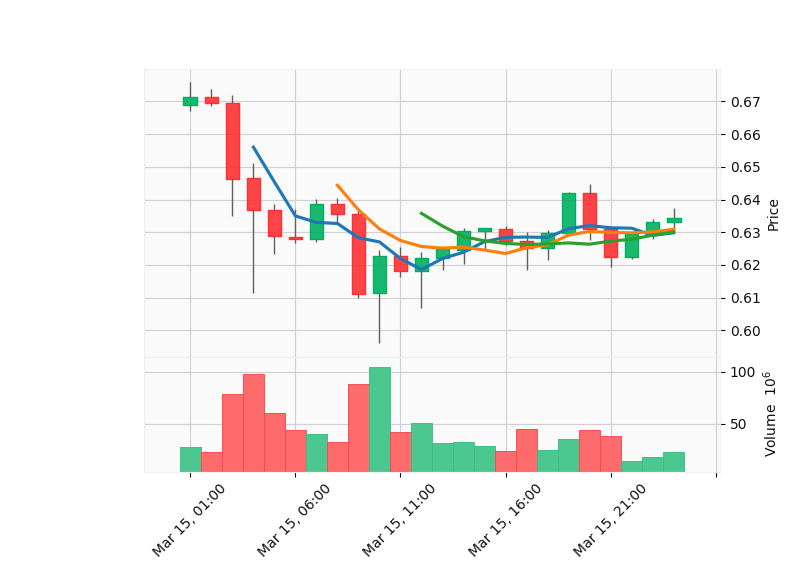 0.67
0.66
0.65
0.64
0.63
0.62
0.61
0.60
Price
100
50
Volume 10^6
Mar 15, 01:00
Mar 15, 06:00
Mar 15, 11:00
Mar 15, 16:00
Mar 15, 21:00